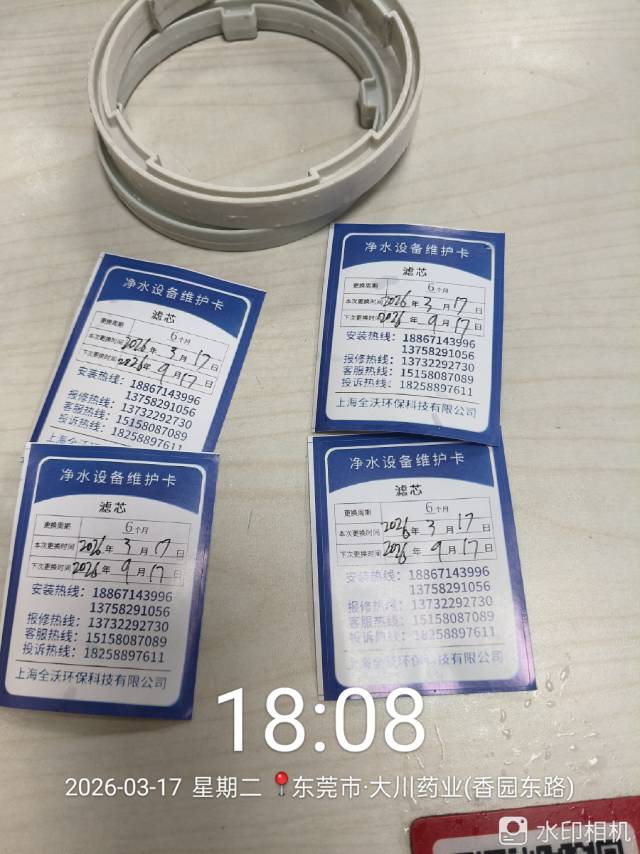 净水设备维护卡
滤芯
更换周期 6个月
本次更换时间 2026年3月17日
下次更换时间 2026年9月17日
安装热线：18867143996
13758291056
报修热线：13732292730
客服热线：15158087089
投诉热线：18258897611
上海全沃环保科技有限公司
净水设备维护卡
滤芯
更换周期 6个月
本次更换时间 2026年3月17日
下次更换时间 2026年9月17日
安装热线：18867143996
13758291056
报修热线：13732292730
客服热线：15158087089
投诉热线：18258897611
上海全沃环保科技
净水设备维护卡
滤芯
更换周期 6个月
本次更换时间 2026年3月17日
下次更换时间 2026年9月17日
安装热线：18867143996
13758291056
报修热线：13732292730
客服热线：15158087089
投诉热线：18258897611
上海全沃环保科技有限公司
净水设备维护卡
滤芯
更换周期 6个月
本次更换时间 2026年3月17日
下次更换时间 2026年9月17日
安装热线：18867143996
13758291056
报修热线：13732292730
客服热线：15158087089
投诉热线：18258897611
上海全沃环保科技有限公司
18:08
2026-03-17 星期二 东莞市·大川药业(香园东路)
水印相机